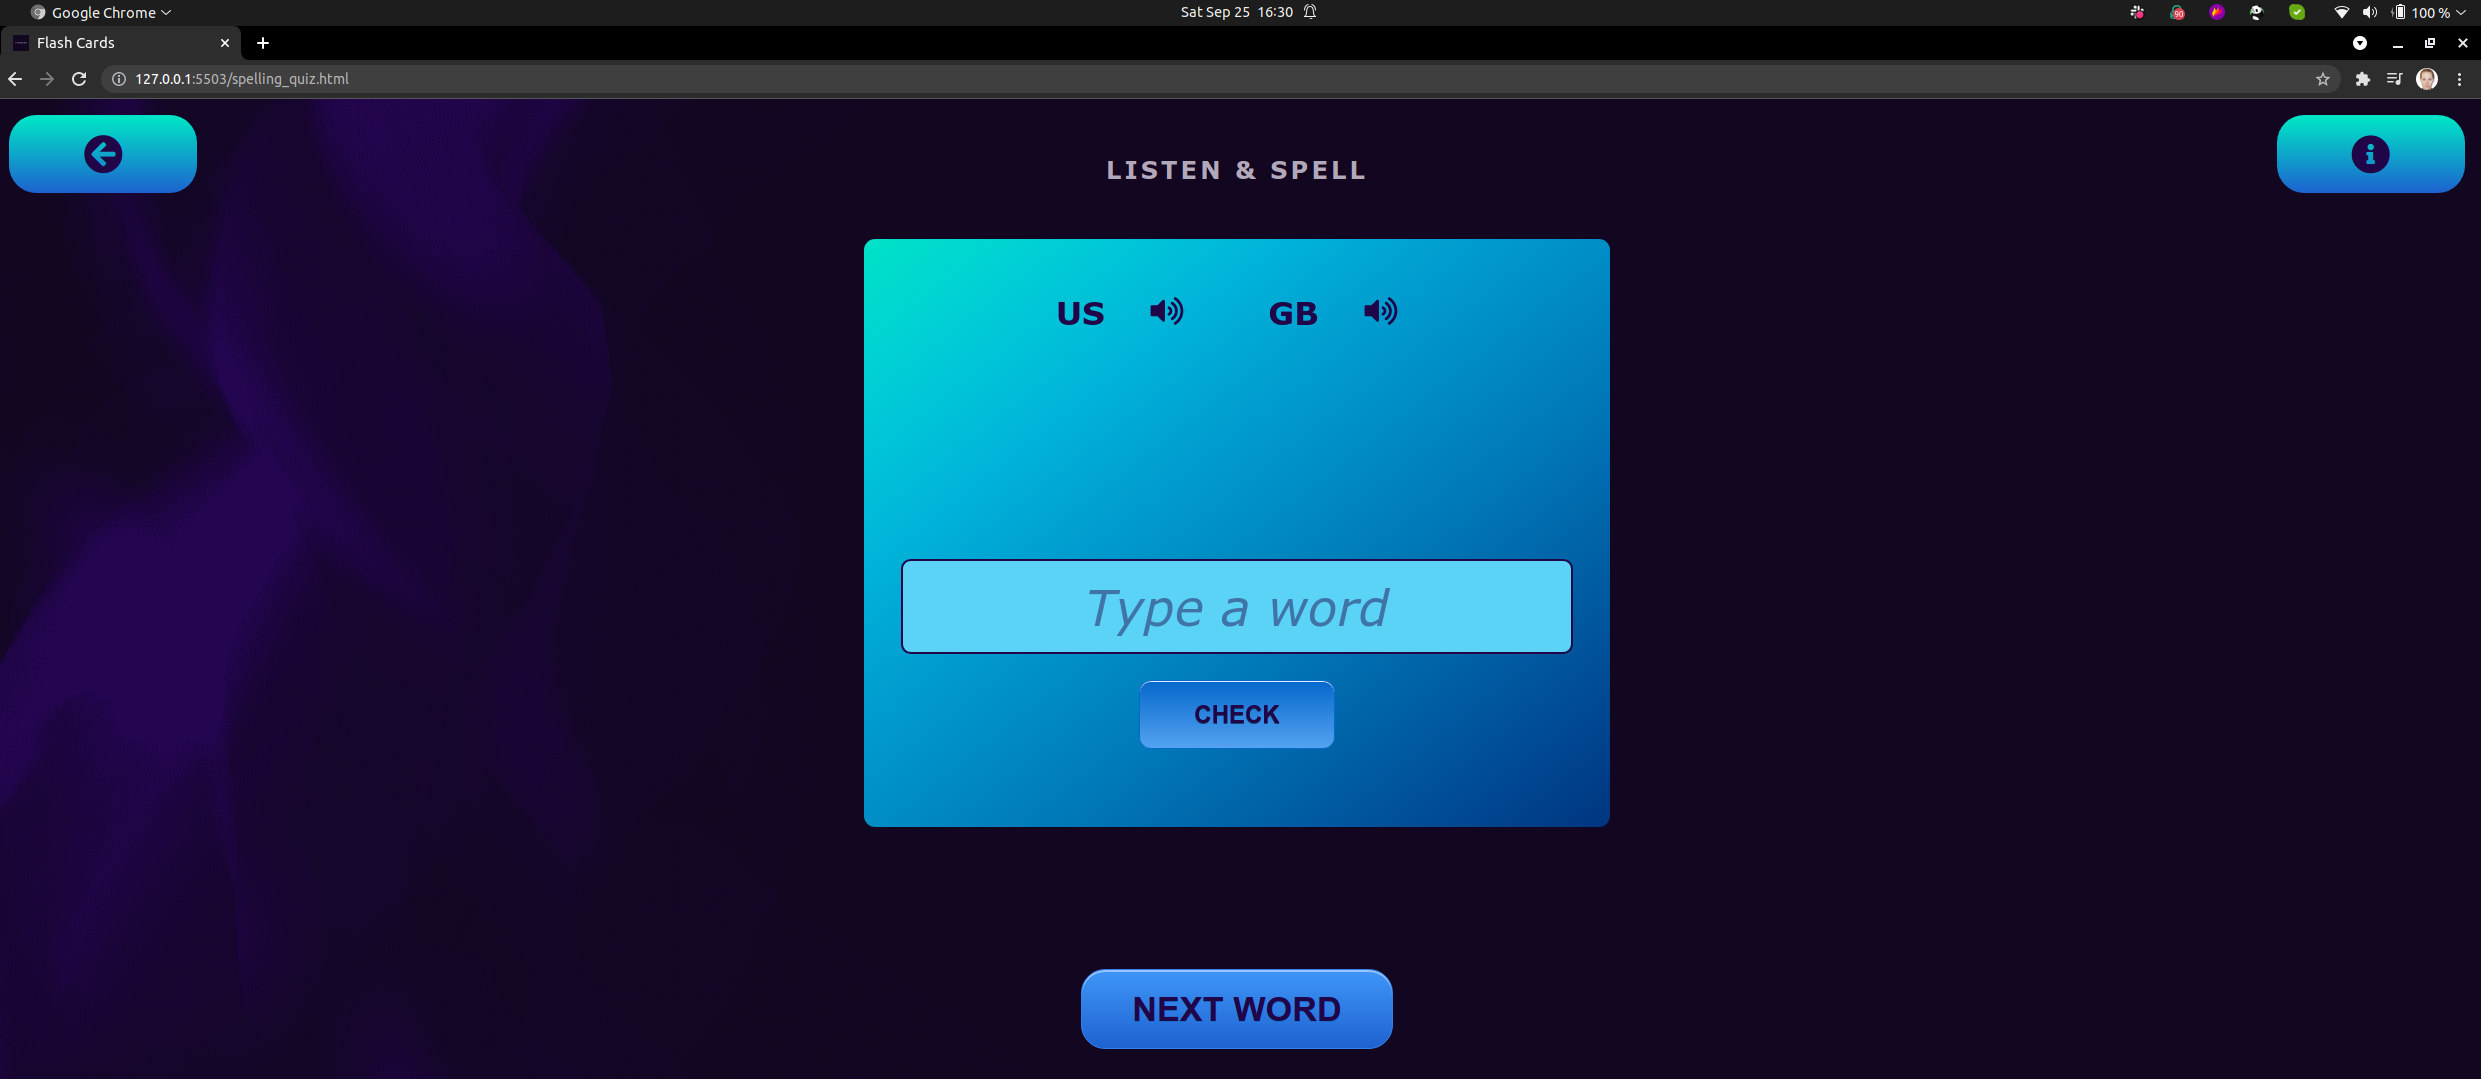 Google Chrome
Sat Sep 25 16:30
90
100 %
Flash Cards
127.0.0.1:5503/spelling_quiz.html
LISTEN & SPELL
US GB
Type a word
CHECK
NEXT WORD